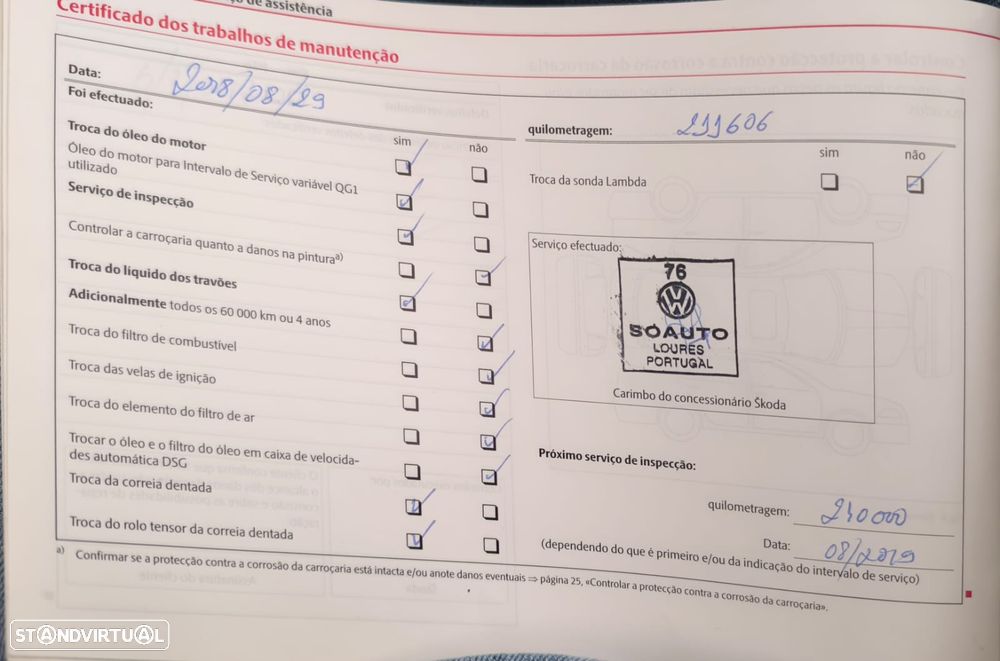 de assistência
Certificado dos trabalhos de manutenção
Data: 2018/08/29
Foi efectuado:
sim não
Troca do óleo do motor
Óleo do motor para Intervalo de Serviço variável QG1
utilizado
Serviço de inspecção
Controlar a carroçaria quanto a danos na pintura a)
Troca do liquido dos travões
Adicionalmente todos os 60 000 km ou 4 anos
Troca do filtro de combustivel
Troca das velas de ignição
Troca do elemento do filtro de ar
Trocar o óleo e o filtro do óleo em caixa de velocida-
des automática DSG
Troca da correia dentada
Troca do rolo tensor da correia dentada
quilometragem: 211606
sim não
Troca da sonda Lambda
Serviço efectuado:
76
VW
SOAUTO
LOURES
PORTUGAL
Carimbo do concessionário Škoda
Próximo serviço de inspecção:
quilometragem: 240000
Data: 08/2019
(dependendo do que é primeiro e/ou da indicação do intervalo de serviço)
a) Confirmar se a protecção contra a corrosão da carroçaria está intacta e/ou anote danos eventuais ⇒ página 25, «Controlar a protecção contra a corrosão da carroçaria».
STANDVIRTUAL